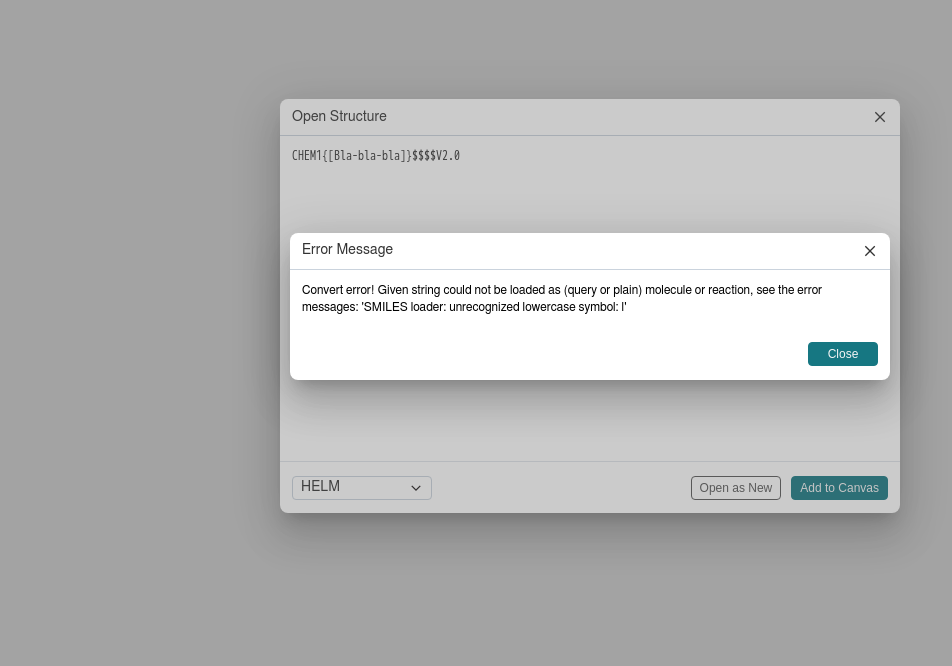 Open Structure
CHEM1{[Bla-bla-bla]}$$$$V2.0
Error Message
Convert error! Given string could not be loaded as (query or plain) molecule or reaction, see the error
messages: 'SMILES loader: unrecognized lowercase symbol: l'
Close
HELM
Open as New
Add to Canvas